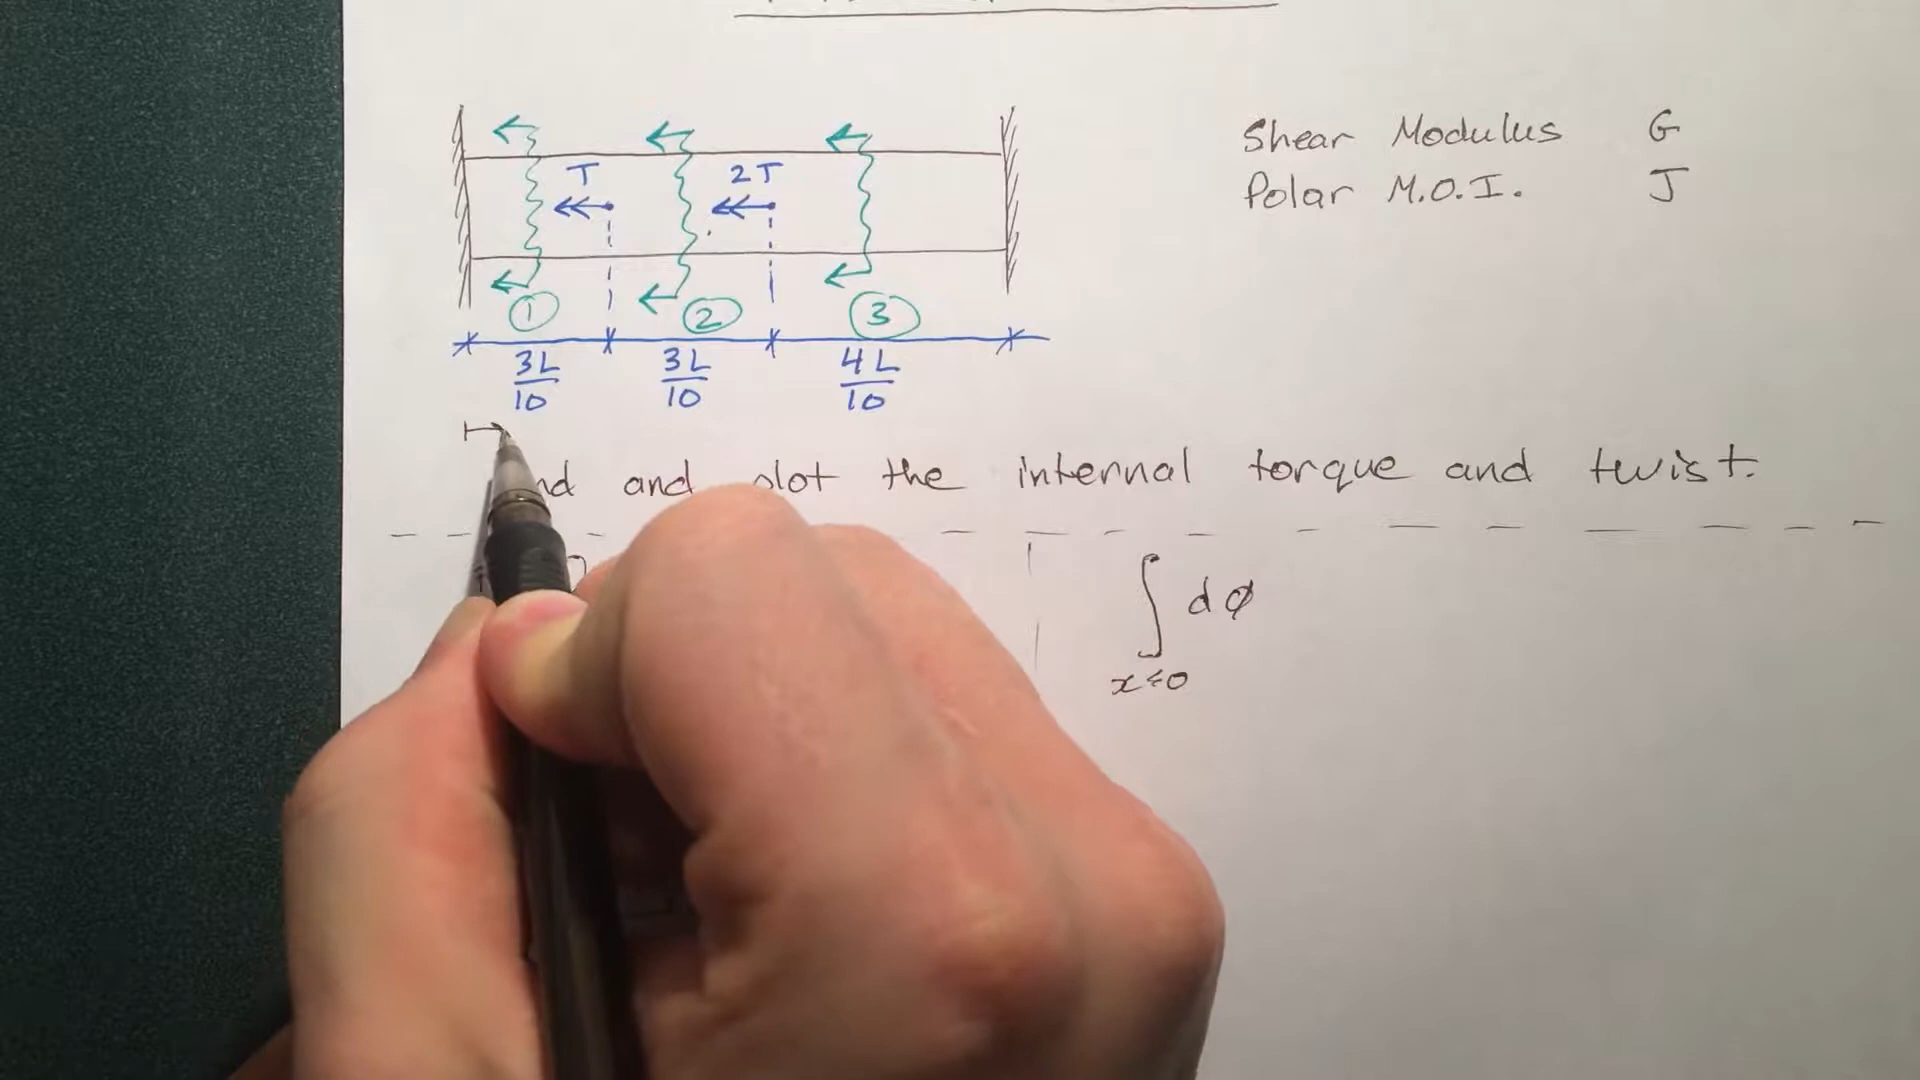 Shear Modulus G
Polar M.O.I. J
T 2T
1 2 3
3L/10 3L/10 4L/10
and plot the internal torque and twist.
∫ dϕ
x=0